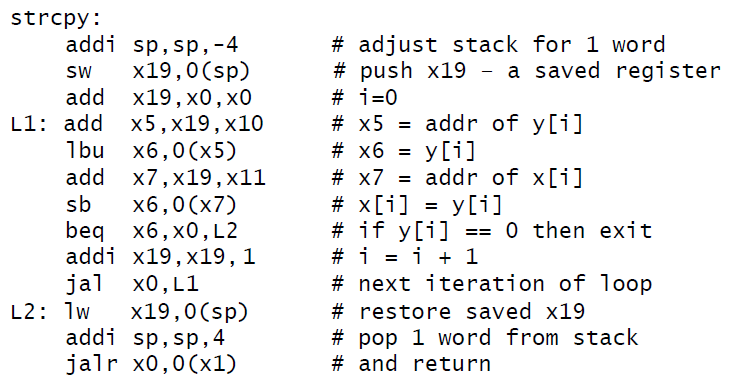 strcpy:
addi sp,sp,-4 # adjust stack for 1 word
sw x19,0(sp) # push x19 – a saved register
add x19,x0,x0 # i=0
L1: add x5,x19,x10 # x5 = addr of y[i]
lbu x6,0(x5) # x6 = y[i]
add x7,x19,x11 # x7 = addr of x[i]
sb x6,0(x7) # x[i] = y[i]
beq x6,x0,L2 # if y[i] == 0 then exit
addi x19,x19,1 # i = i + 1
jal x0,L1 # next iteration of loop
L2: lw x19,0(sp) # restore saved x19
addi sp,sp,4 # pop 1 word from stack
jalr x0,0(x1) # and return